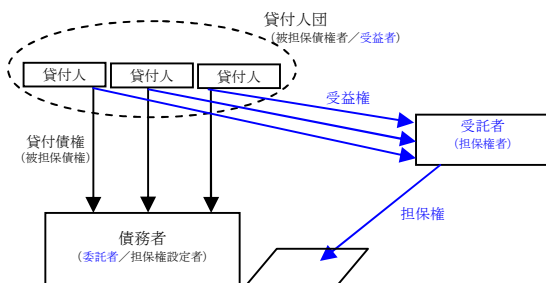 貸付人団
（被担保債権者／受益者）
貸付人 貸付人 貸付人
受益権
受託者
（担保権者）
貸付債権
（被担保債権）
担保権
債務者
（委託者／担保権設定者）